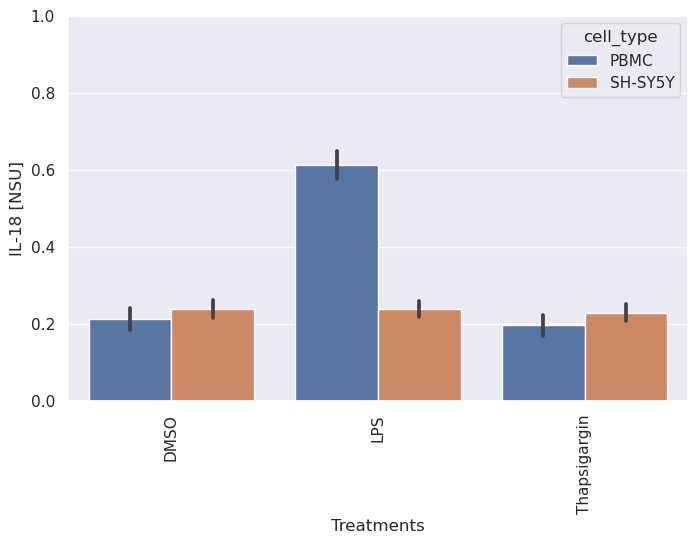 1.0
0.8
0.6
0.4
0.2
0.0
IL-18 [NSU]
cell_type
PBMC
SH-SY5Y
DMSO
LPS
Thapsigargin
Treatments